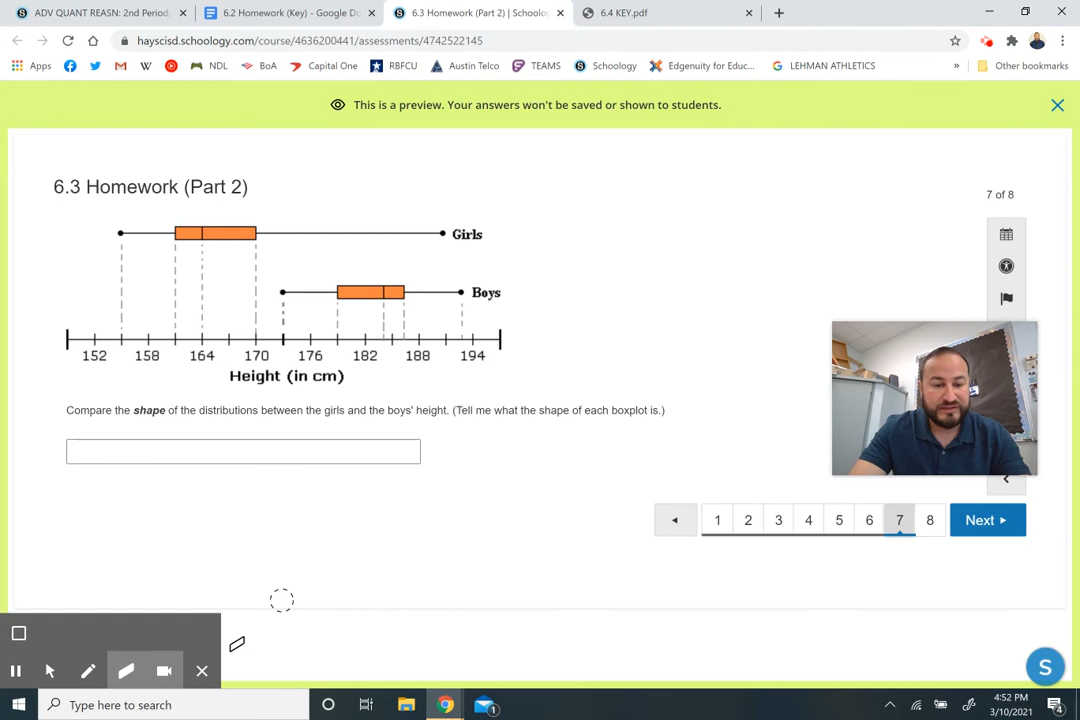 ADV QUANT REASN: 2nd Period,
6.2 Homework (Key) - Google Do
6.3 Homework (Part 2) | Schoolo
6.4 KEY.pdf
hayscisd.schoology.com/course/4636200441/assessments/4742522145
Apps
NDL
BoA
Capital One
RBFCU
Austin Telco
TEAMS
Schoology
Edgenuity for Educ...
LEHMAN ATHLETICS
»
Other bookmarks
This is a preview. Your answers won't be saved or shown to students.
6.3 Homework (Part 2)
7 of 8
Girls
Boys
152 158 164 170 176 182 188 194
Height (in cm)
Compare the shape of the distributions between the girls and the boys' height. (Tell me what the shape of each boxplot is.)
1 2 3 4 5 6 7 8 Next
S
Type here to search
1
4:52 PM
3/10/2021
4